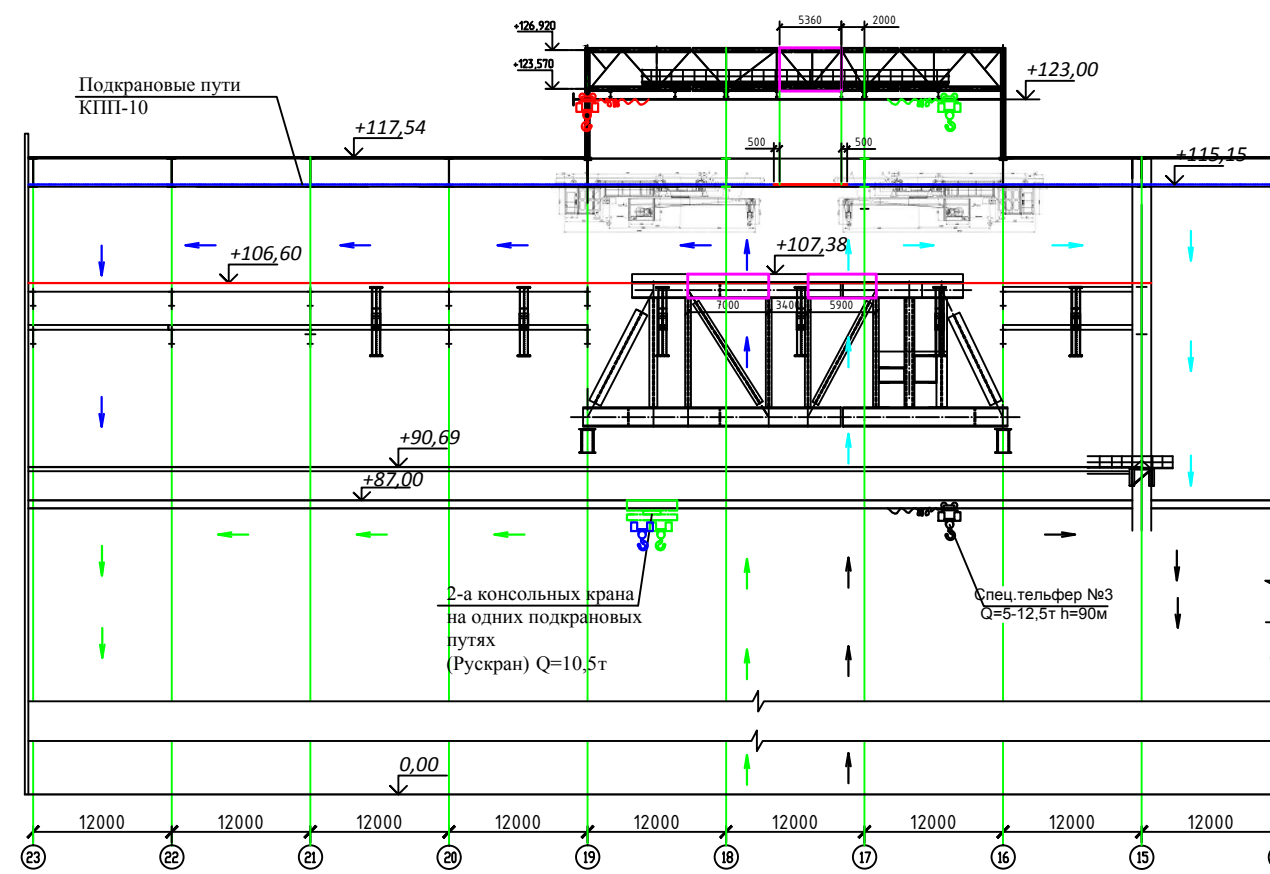 5360 2000
+126,920
+123,570
+123,00
Подкрановые пути
КПП-10
+117,54
500 500
+115,15
+106,60
+107,38
7000 3400 5900
+90,69
+87,00
2-а консольных крана
на одних подкрановых
путях
(Рускран) Q=10,5т
Спец.тельфер №3
Q=5-12,5т h=90м
0,00
12000 12000 12000 12000 12000 12000 12000 12000 12000
23 22 21 20 19 18 17 16 15